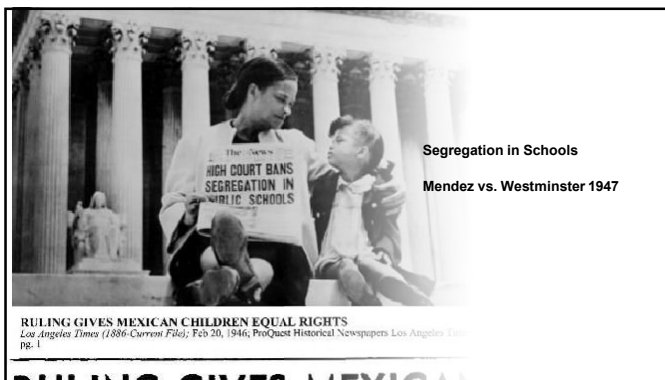 The News
HIGH COURT BANS
SEGREGATION IN
PUBLIC SCHOOLS
Segregation in Schools
Mendez vs. Westminster 1947
RULING GIVES MEXICAN CHILDREN EQUAL RIGHTS
Los Angeles Times (1886-Current File); Feb 20, 1946; ProQuest Historical Newspapers Los Angeles
pg. 1
RULING GIVES MEXICAN